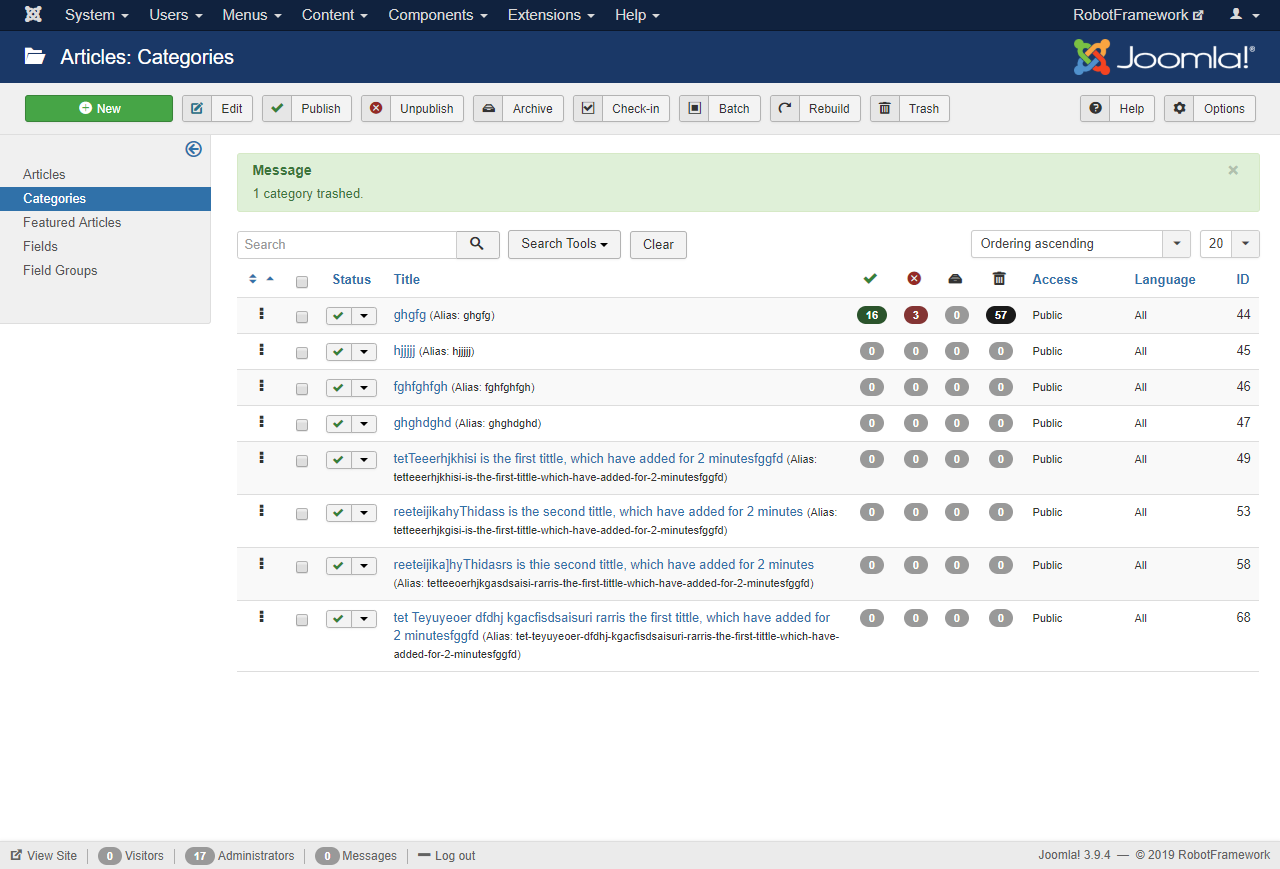 System Users Menus Content Components Extensions Help RobotFramework
Articles: Categories Joomla!®
New Edit Publish Unpublish Archive Check-in Batch Rebuild Trash Help Options
Articles
Categories
Featured Articles
Fields
Field Groups
Message ×
1 category trashed.
Search Search Tools Clear Ordering ascending 20
Status Title Access Language ID
ghgfg (Alias: ghgfg) 16 3 0 57 Public All 44
hjjjjj (Alias: hjjjjj) 0 0 0 0 Public All 45
fghfghfgh (Alias: fghfghfgh) 0 0 0 0 Public All 46
ghghdghd (Alias: ghghdghd) 0 0 0 0 Public All 47
tetTeeerhjkhisi is the first tittle, which have added for 2 minutesfggfd (Alias: 0 0 0 0 Public All 49
tetteeerhjkhisi-is-the-first-tittle-which-have-added-for-2-minutesfggfd)
reeteijikahyThidass is the second tittle, which have added for 2 minutes (Alias: 0 0 0 0 Public All 53
tetteeerhjkgisi-is-the-first-tittle-which-have-added-for-2-minutesfggfd)
reeteijika]hyThidasrs is thie second tittle, which have added for 2 minutes 0 0 0 0 Public All 58
(Alias: tetteeoerhjkgasdsaisi-rarris-the-first-tittle-which-have-added-for-2-minutesfggfd)
tet Teyuyeoer dfdhj kgacfisdsaisuri rarris the first tittle, which have added for 0 0 0 0 Public All 68
2 minutesfggfd (Alias: tet-teyuyeoer-dfdhj-kgacfisdsaisuri-rarris-the-first-tittle-which-have-
added-for-2-minutesfggfd)
View Site 0 Visitors 17 Administrators 0 Messages Log out Joomla! 3.9.4 — © 2019 RobotFramework